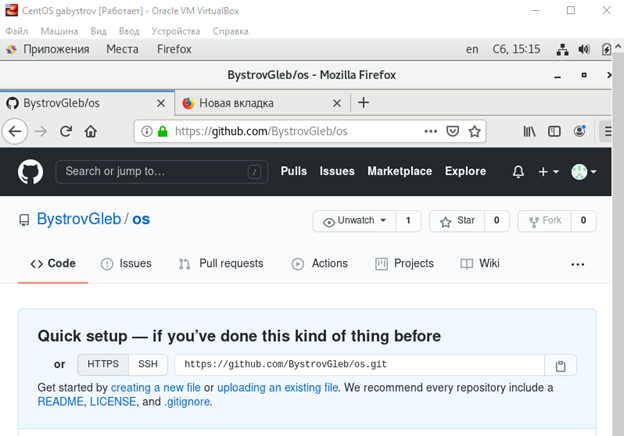 CentOS gabystrov [Работает] - Oracle VM VirtualBox
Файл Машина Вид Ввод Устройства Справка
Приложения Места Firefox en Сб, 15:15
BystrovGleb/os - Mozilla Firefox
BystrovGleb/os Новая вкладка
https://github.com/BystrovGleb/os
Search or jump to… / Pulls Issues Marketplace Explore
BystrovGleb / os Unwatch 1 Star 0 Fork 0
Code Issues Pull requests Actions Projects Wiki
Quick setup — if you’ve done this kind of thing before
or HTTPS SSH https://github.com/BystrovGleb/os.git
Get started by creating a new file or uploading an existing file. We recommend every repository include a
README, LICENSE, and .gitignore.